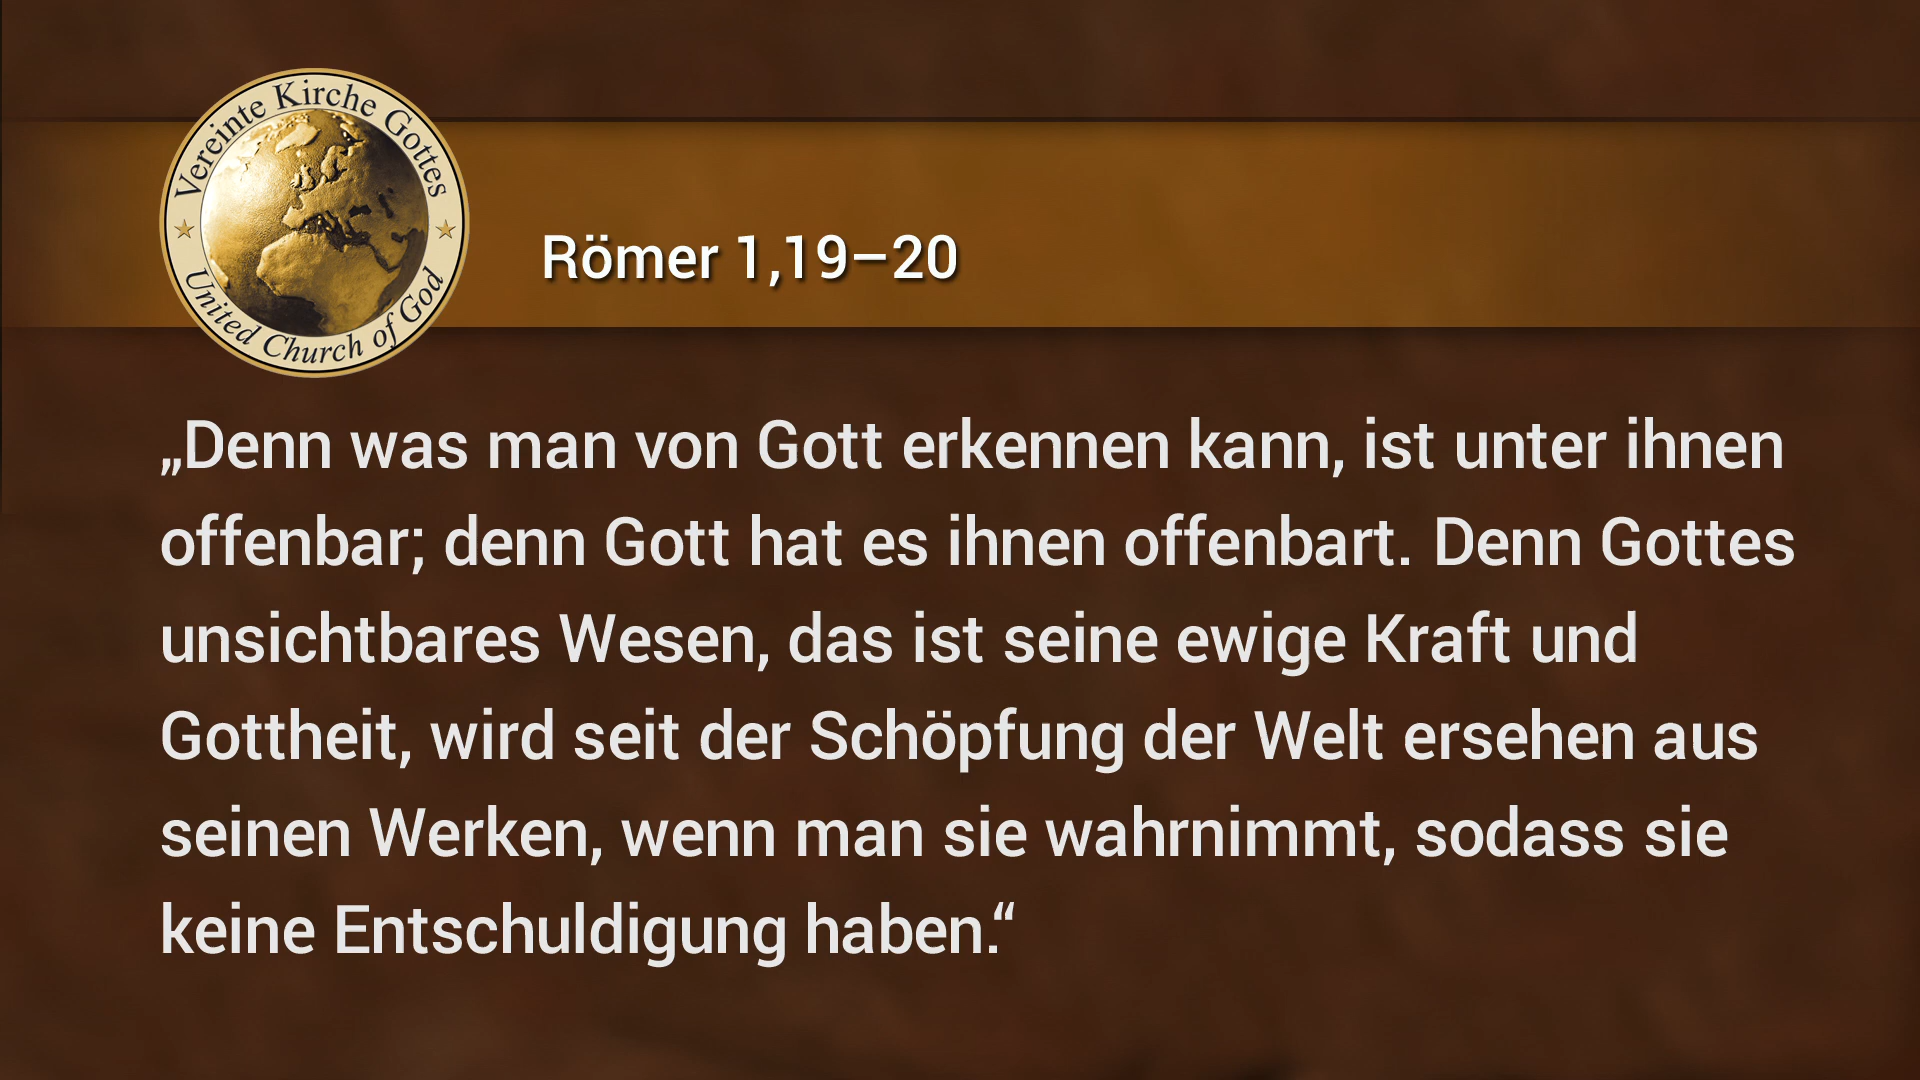 Vereinte Kirche Gottes
United Church of God
Römer 1,19–20
„Denn was man von Gott erkennen kann, ist unter ihnen
offenbar; denn Gott hat es ihnen offenbart. Denn Gottes
unsichtbares Wesen, das ist seine ewige Kraft und
Gottheit, wird seit der Schöpfung der Welt ersehen aus
seinen Werken, wenn man sie wahrnimmt, sodass sie
keine Entschuldigung haben.“